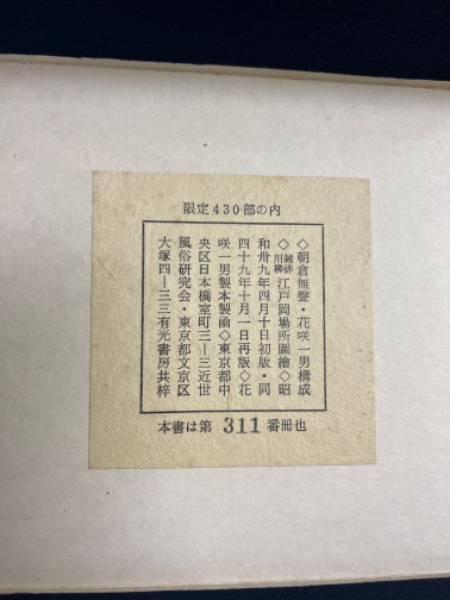 限定430部の内
◇朝倉無聲・花咲一男構成
◇雑俳川柳江戸岡場所圖繪◇昭
和卅九年四月十日初版・同
四十九年十月一日再版◇花
咲一男製本製函◇東京都中
央区日本橋室町三ー三近世
風俗研究会・東京都文京区
大塚四ー三三有光書房共梓
本書は第311番冊也